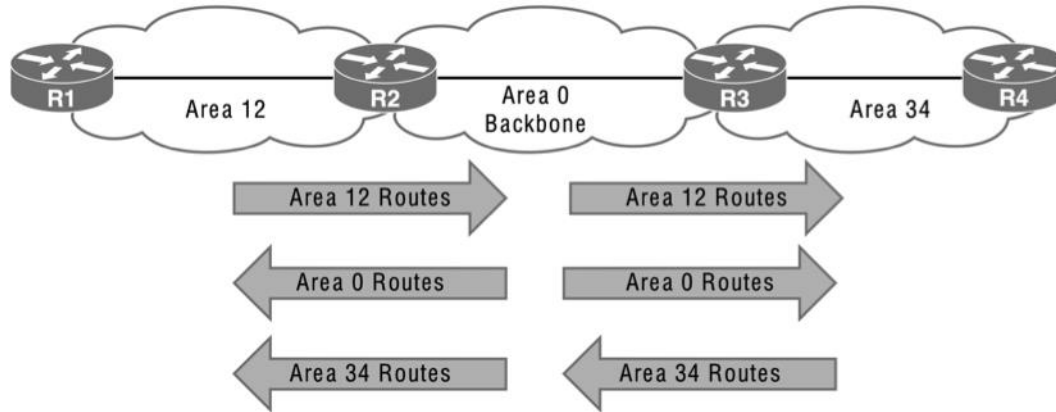 R1
Area 12
R2
Area 0
Backbone
R3
Area 34
R4
Area 12 Routes
Area 12 Routes
Area 0 Routes
Area 0 Routes
Area 34 Routes
Area 34 Routes